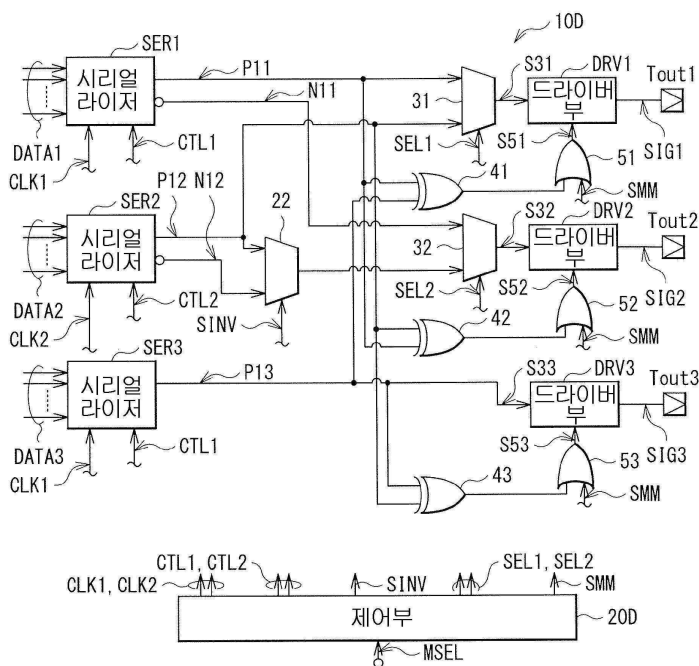 10D
SER1
P11
N11
S31
DRV1
Tout1
시리얼
라이저
31
드라이버
부
DATA1
CLK1
CTL1
SEL1
S51
51
SIG1
SMM
41
SER2
P12
N12
22
시리얼
라이저
32
S32
DRV2
Tout2
드라이버
부
DATA2
CLK2
CTL2
SINV
SEL2
S52
52
SIG2
SMM
42
SER3
P13
시리얼
라이저
S33
DRV3
Tout3
드라이버
부
DATA3
CLK1
CTL1
S53
53
SIG3
SMM
43
CLK1, CLK2
CTL1, CTL2
SINV
SEL1, SEL2
SMM
제어부
20D
MSEL